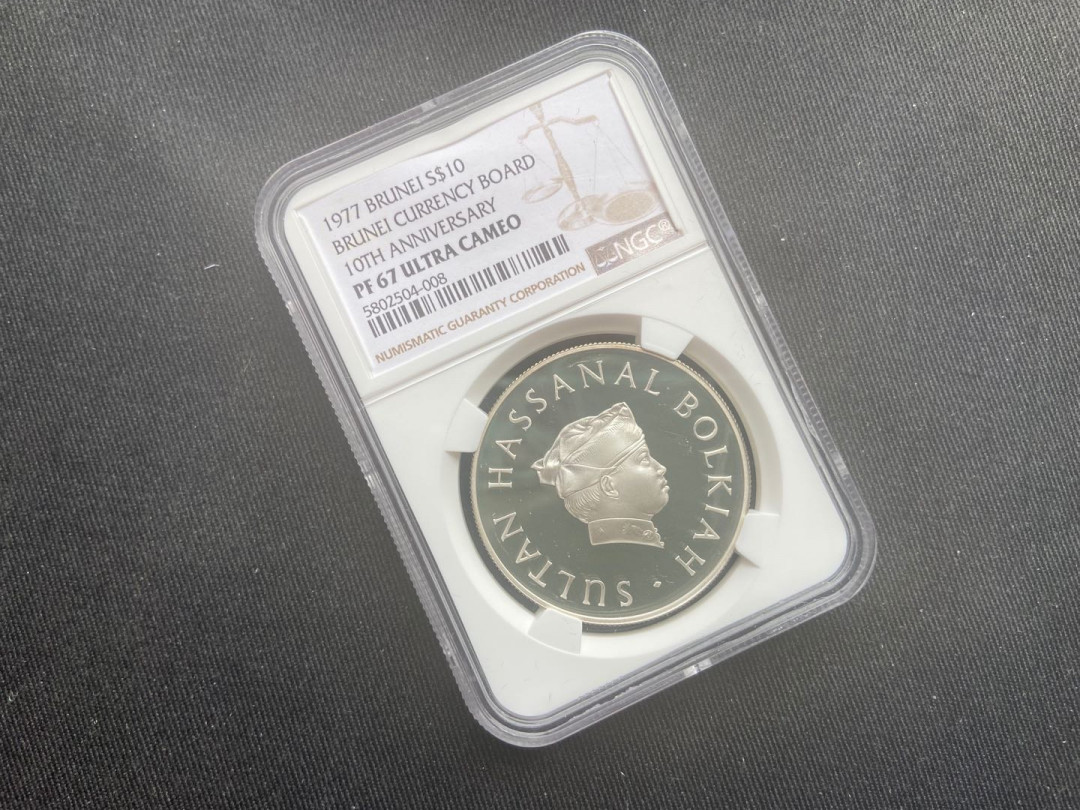 1977 BRUNEI S$10
BRUNEI CURRENCY BOARD
10TH ANNIVERSARY
PF 67 ULTRA CAMEO
5802504-008
NGC®
NUMISMATIC GUARANTY CORPORATION
SULTAN HASSANAL BOLKIAH